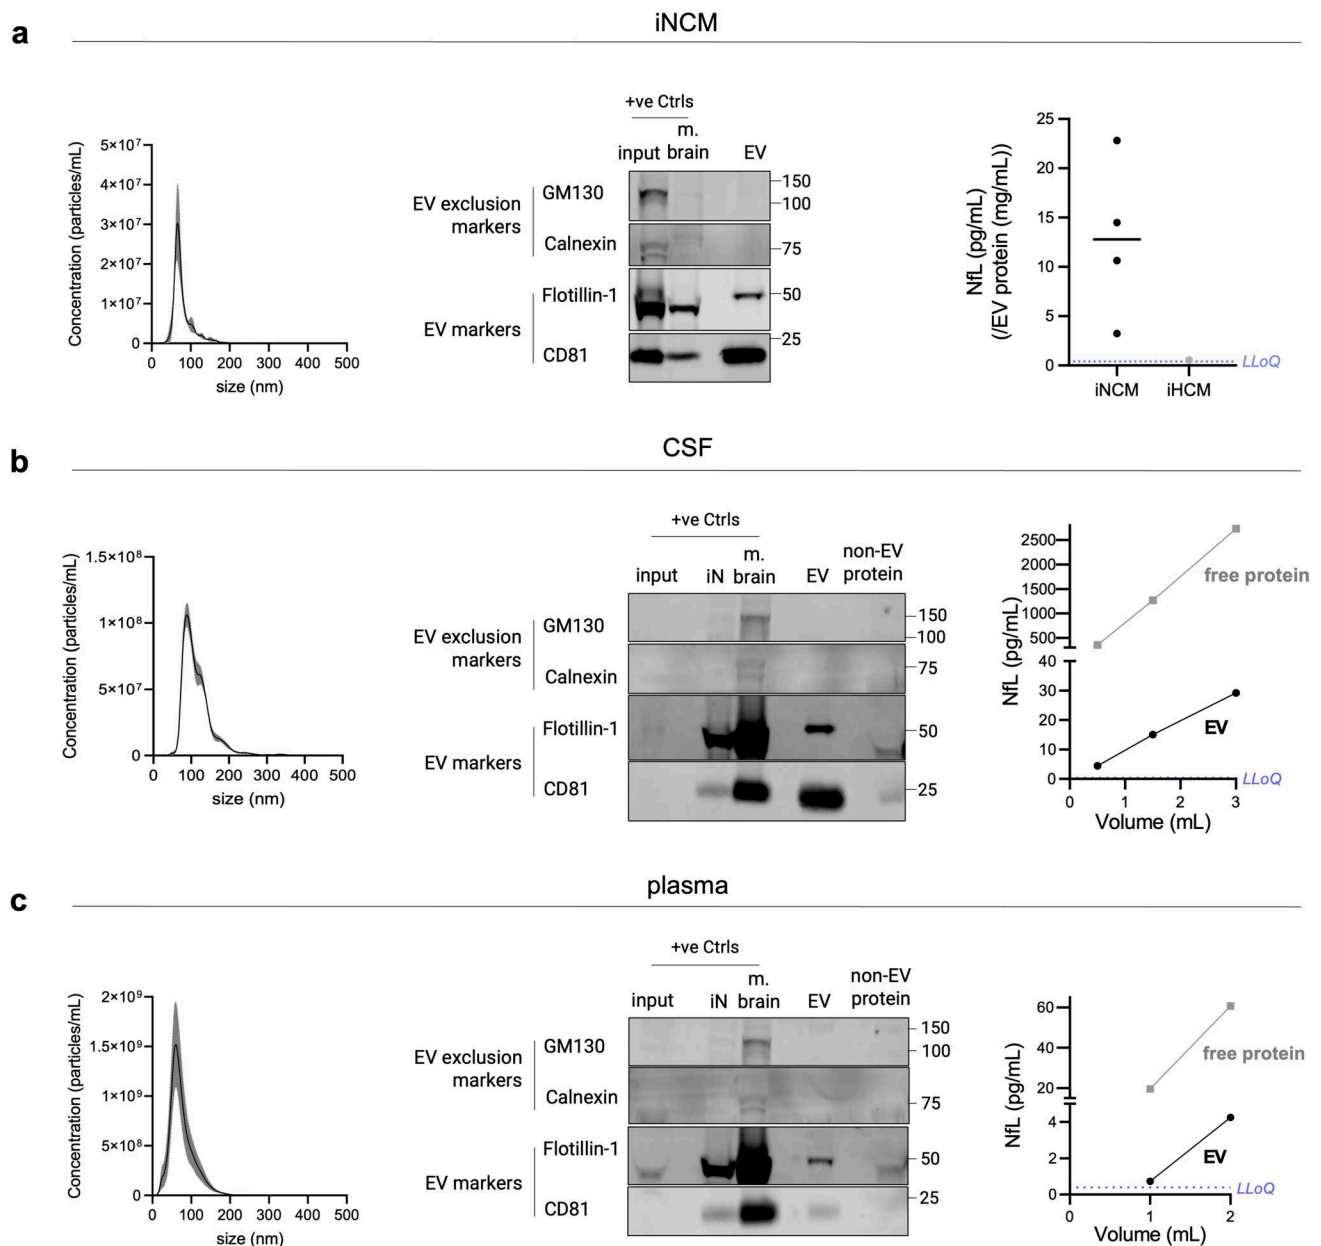 a
iNCM
Concentration (particles/mL)
5×10⁷
4×10⁷
3×10⁷
2×10⁷
1×10⁷
0
0 100 200 300 400 500
size (nm)
+ve Ctrls
m.
input brain EV
EV exclusion
markers
GM130
Calnexin
EV markers
Flotillin-1
CD81
150
100
75
50
25
NfL (pg/mL)
(/EV protein (mg/mL))
25
20
15
10
5
0
LLoQ
iNCM iHCM
b
CSF
Concentration (particles/mL)
1.5×10⁸
1×10⁸
5×10⁷
0
0 100 200 300 400 500
size (nm)
+ve Ctrls
m. non-EV
input iN brain EV protein
EV exclusion
markers
GM130
Calnexin
EV markers
Flotillin-1
CD81
150
100
75
50
25
NfL (pg/mL)
2500
2000
1500
1000
500
40
30
20
10
0
free protein
EV
LLoQ
0 1 2 3
Volume (mL)
c
plasma
Concentration (particles/mL)
2×10⁹
1.5×10⁹
1×10⁹
5×10⁸
0
0 100 200 300 400 500
size (nm)
+ve Ctrls
m. non-EV
input iN brain EV protein
EV exclusion
markers
GM130
Calnexin
EV markers
Flotillin-1
CD81
150
100
75
50
25
NfL (pg/mL)
60
40
20
4
2
0
free protein
EV
LLoQ
0 1 2
Volume (mL)